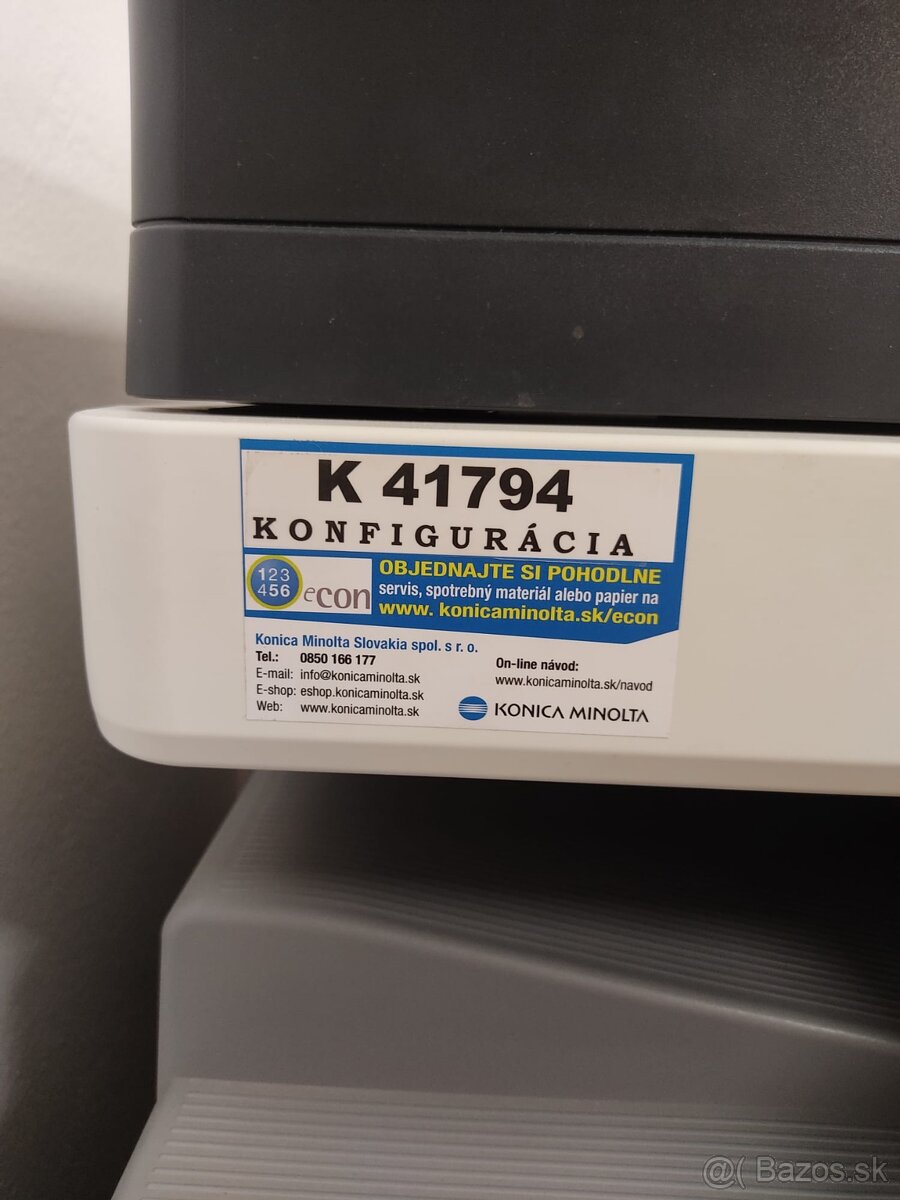 K 41794
KONFIGURÁCIA
123
456
econ
OBJEDNAJTE SI POHODLNE
servis, spotrebný materiál alebo papier na
www. konicaminolta.sk/econ
Konica Minolta Slovakia spol. s r. o.
Tel.: 0850 166 177
E-mail: info@konicaminolta.sk
E-shop: eshop.konicaminolta.sk
Web: www.konicaminolta.sk
On-line návod:
www.konicaminolta.sk/navod
KONICA MINOLTA
@( Bazos.sk